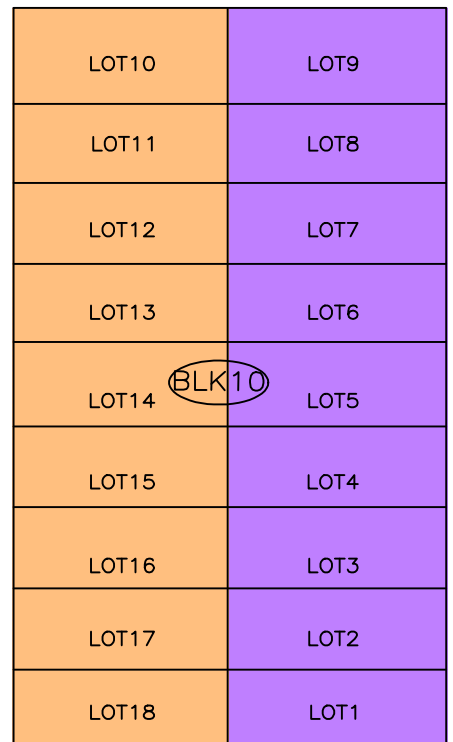 LOT10 LOT9
LOT11 LOT8
LOT12 LOT7
LOT13 LOT6
BLK10
LOT14 LOT5
LOT15 LOT4
LOT16 LOT3
LOT17 LOT2
LOT18 LOT1